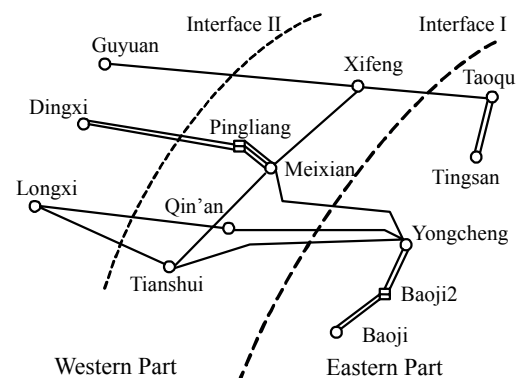 Interface II
Interface I
Guyuan
Xifeng
Taoqu
Dingxi
Pingliang
Meixian
Tingsan
Longxi
Qin'an
Yongcheng
Tianshui
Baoji2
Baoji
Western Part
Eastern Part